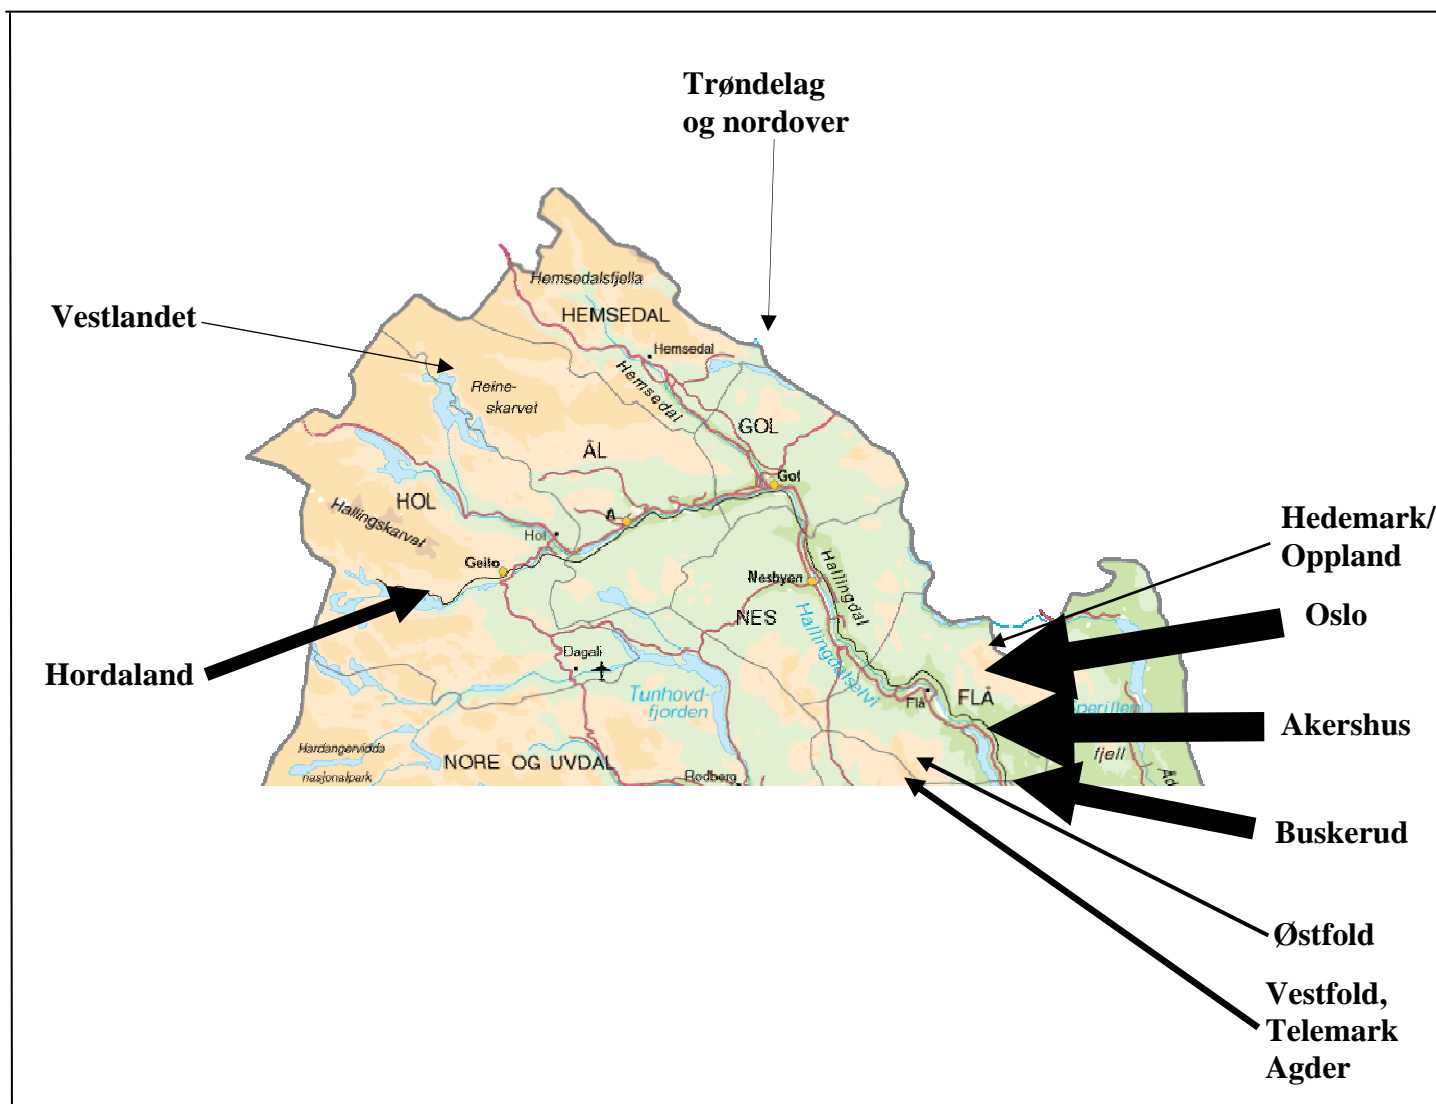 Trøndelag
og nordover
Hemsedalsfjella
HEMSEDAL
Vestlandet
Hemsedal
Hemsedal
Reine-
skarvet
GOL
ÅL
Gol
HOL
Hallingskarvet
Hol
Geilo
Hallingdal
Nesbyen
NES
Hallingdalselvi
Hedemark/
Oppland
Oslo
Dagali
Hordaland
Tunhovd-
fjorden
Flå
FLÅ
Sperillen
Akershus
fjell
Hardangervidda
nasjonalpark
NORE OG UVDAL
Rødberg
Åd
Buskerud
Østfold
Vestfold,
Telemark
Agder